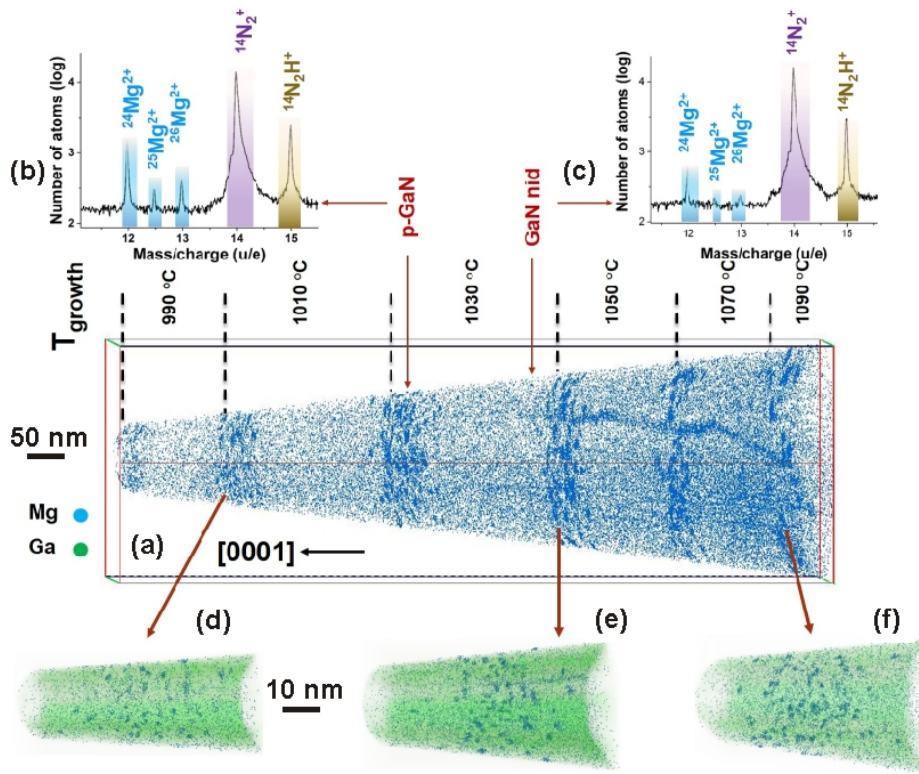 (b)
Number of atoms (log)
4
3
2
²⁴Mg²⁺
²⁵Mg²⁺
²⁶Mg²⁺
¹⁴N₂⁺
¹⁴N₂H⁺
12 13 14 15
Mass/charge (u/e)
p-GaN
GaN nid
(c)
Number of atoms (log)
4
3
2
²⁴Mg²⁺
²⁵Mg²⁺
²⁶Mg²⁺
¹⁴N₂⁺
¹⁴N₂H⁺
12 13 14 15
Mass/charge (u/e)
T growth
990 °C
1010 °C
1030 °C
1050 °C
1070 °C
1090 °C
50 nm
Mg
Ga
(a)
[0001]
(d)
(e)
(f)
10 nm